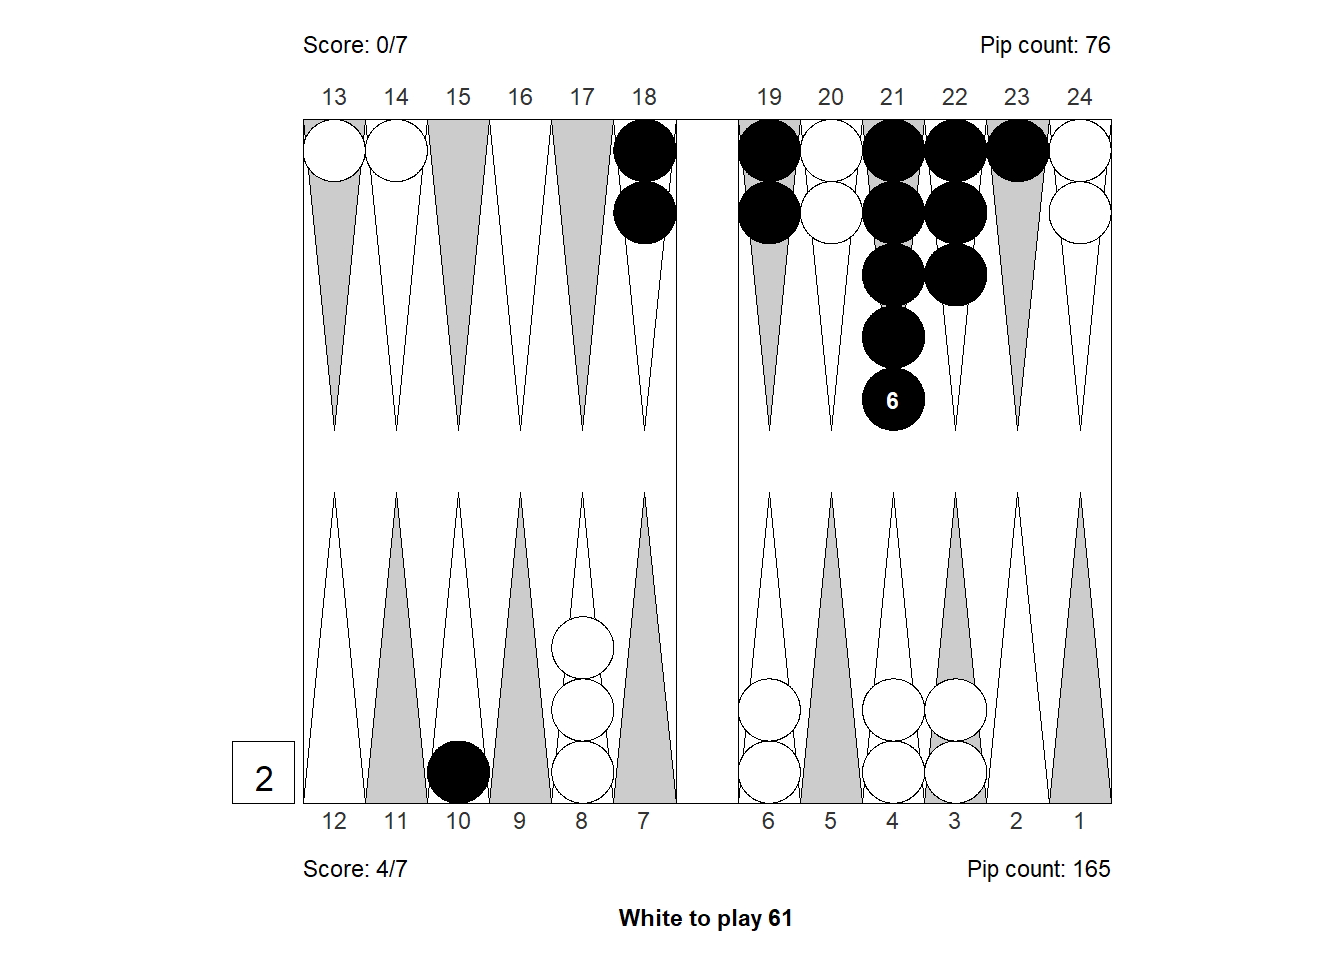 Score: 0/7 Pip count: 76
13 14 15 16 17 18 19 20 21 22 23 24
6
2
12 11 10 9 8 7 6 5 4 3 2 1
Score: 4/7 Pip count: 165
White to play 61